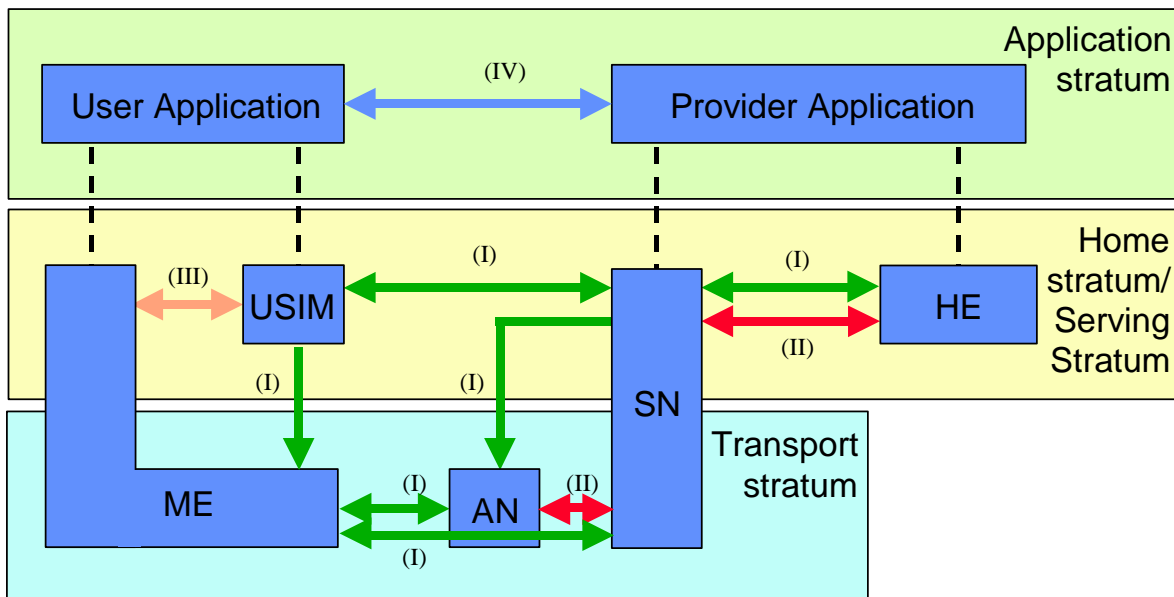 Application
stratum
(IV)
User Application
Provider Application
Home
stratum/
Serving
Stratum
(I)
(I)
(III)
USIM
HE
(II)
(I)
(I)
SN
Transport
stratum
ME
(I)
AN
(II)
(I)